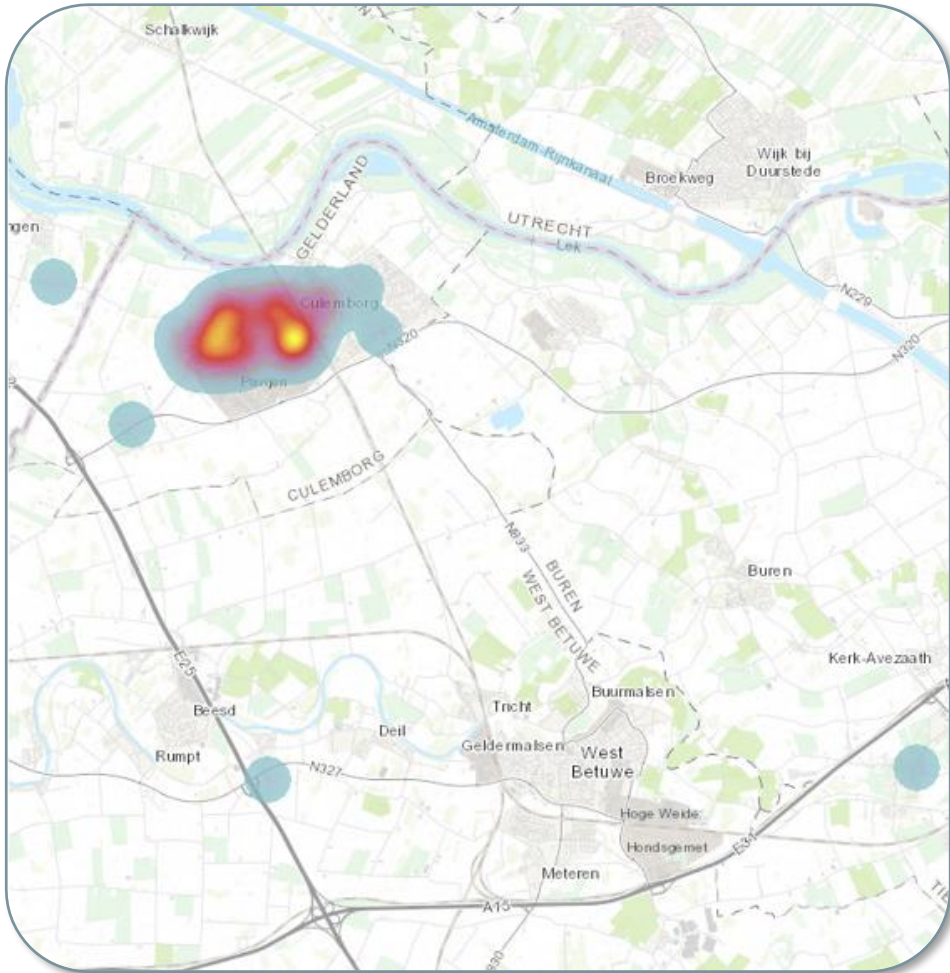 Schalkwijk
Amsterdam-Rijnkanaal
Wijk bij
Duurstede
Broekweg
GELDERLAND
UTRECHT
Lek
ngen
N229
Culemborg
N320
N320
Parijsch
CULEMBORG
N833
BUREN
WEST BETUWE
Buren
E25
Kerk-Avezaath
Buurmalsen
Tricht
Beesd
Deil
Geldermalsen
West
Betuwe
Rumpt
N327
Hoge Weide:
Hondsgemet
E31
Meteren
A15